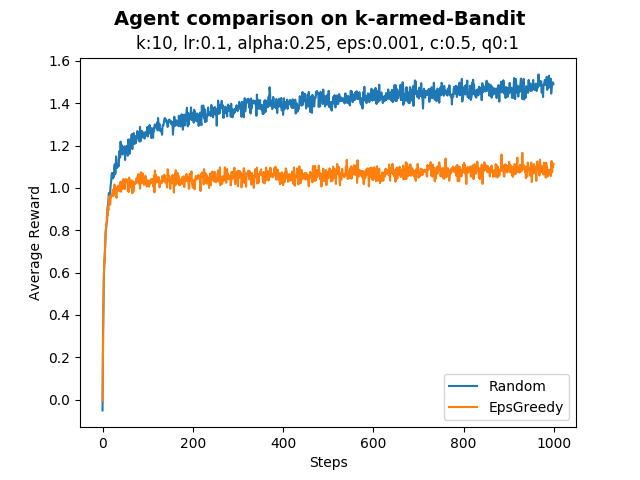 Agent comparison on k-armed-Bandit
k:10, lr:0.1, alpha:0.25, eps:0.001, c:0.5, q0:1
1.6
1.4
1.2
1.0
0.8
0.6
0.4
0.2
0.0
Average Reward
Random
EpsGreedy
0
200
400
600
800
1000
Steps